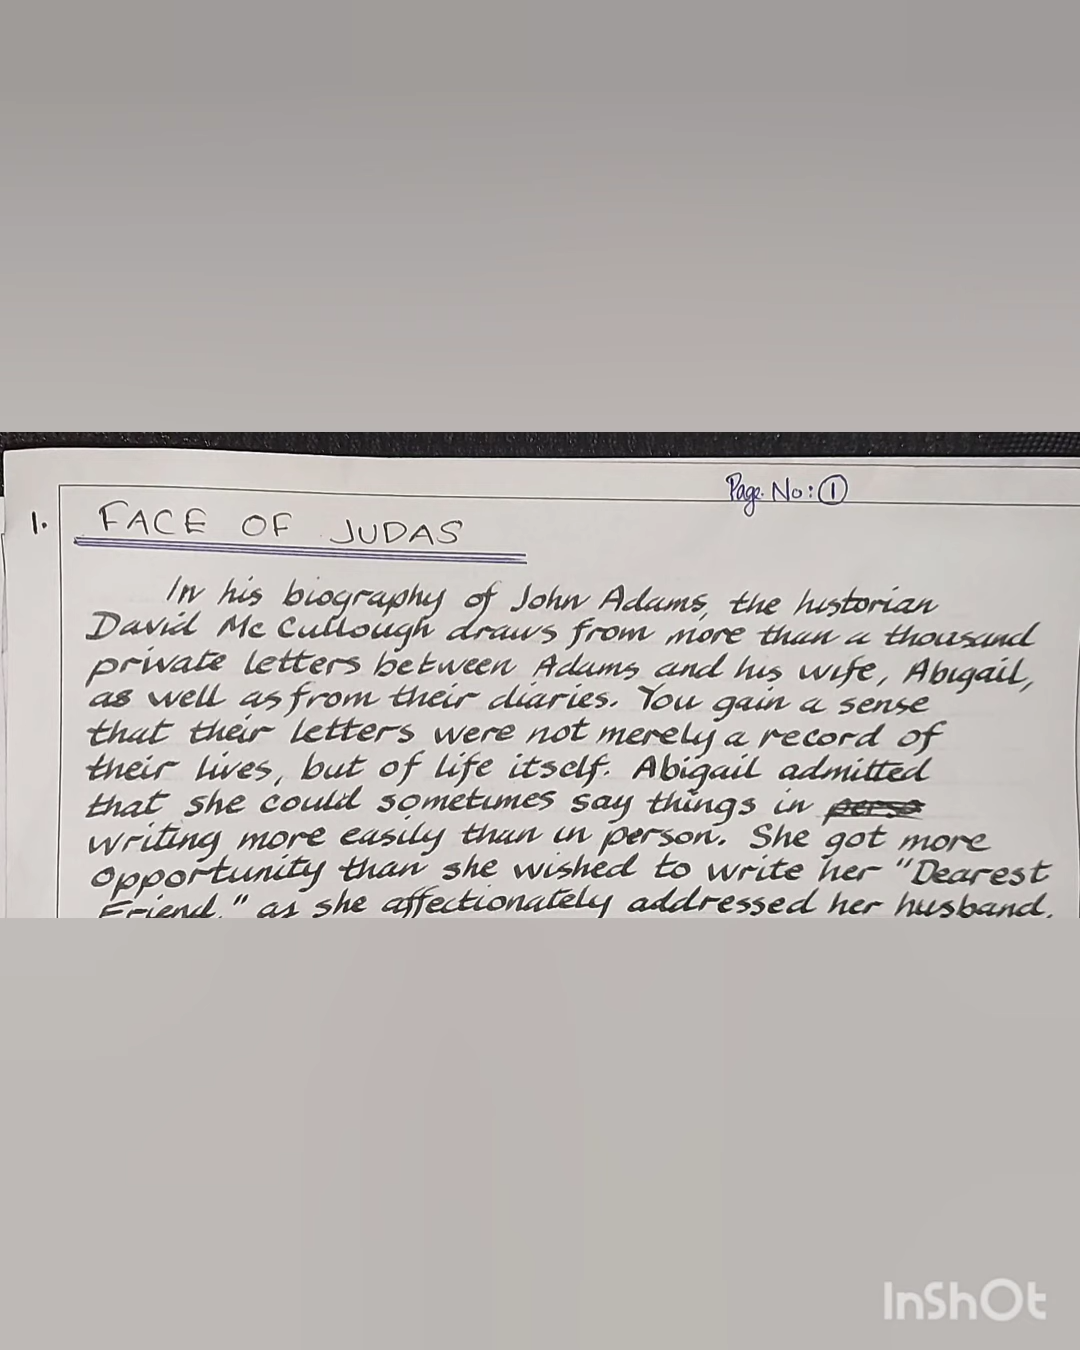 Page. No: 1
1. FACE OF JUDAS
In his biography of John Adams, the historian
David Mc Cullough draws from more than a thousand
private letters between Adams and his wife, Abigail,
as well as from their diaries. You gain a sense
that their letters were not merely a record of
their lives, but of life itself. Abigail admitted
that she could sometimes say things in perso
writing more easily than in person. She got more
opportunity than she wished to write her "Dearest
Friend," as she affectionately addressed her husband.
InShOt